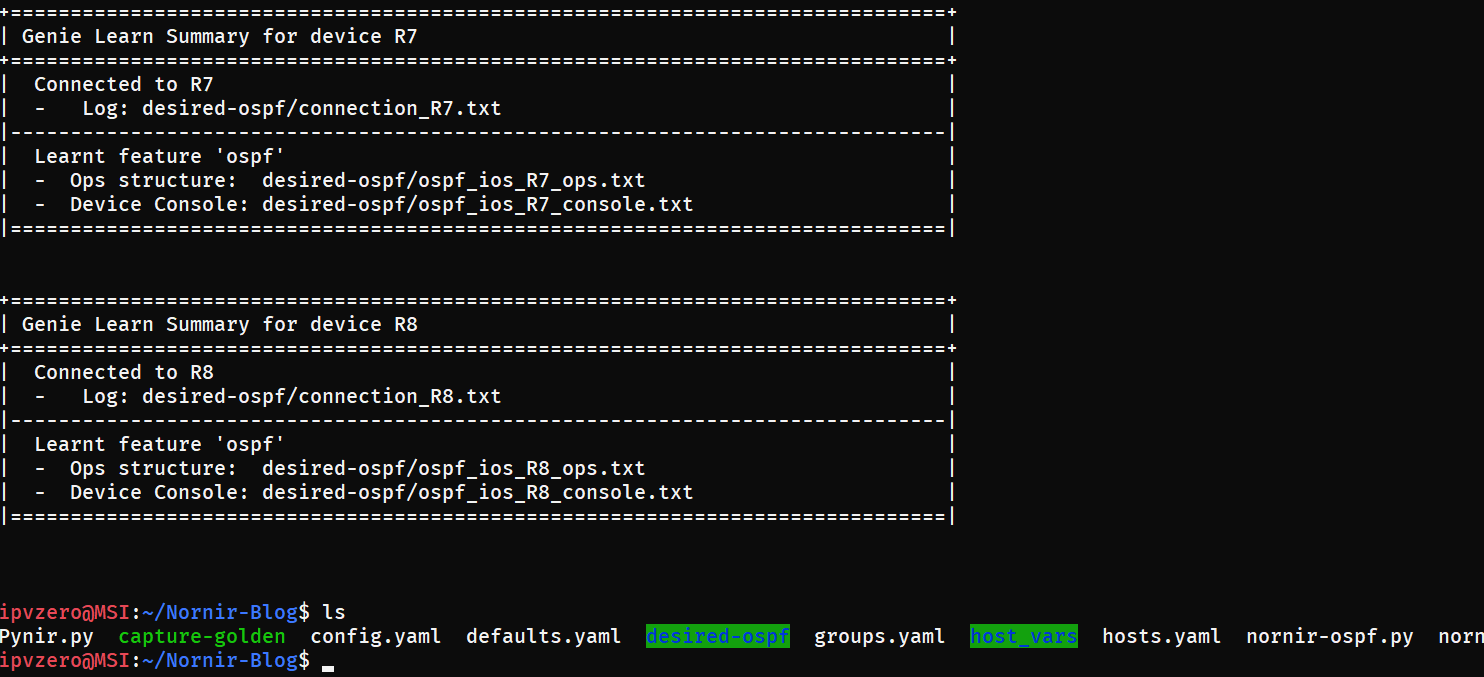 +==============================================================================+
| Genie Learn Summary for device R7                                            |
+==============================================================================+
|  Connected to R7                                                             |
|  -   Log: desired-ospf/connection_R7.txt                                     |
|------------------------------------------------------------------------------|
|  Learnt feature 'ospf'                                                       |
|  -  Ops structure:  desired-ospf/ospf_ios_R7_ops.txt                         |
|  -  Device Console: desired-ospf/ospf_ios_R7_console.txt                     |
|==============================================================================|
+==============================================================================+
| Genie Learn Summary for device R8                                            |
+==============================================================================+
|  Connected to R8                                                             |
|  -   Log: desired-ospf/connection_R8.txt                                     |
|------------------------------------------------------------------------------|
|  Learnt feature 'ospf'                                                       |
|  -  Ops structure:  desired-ospf/ospf_ios_R8_ops.txt                         |
|  -  Device Console: desired-ospf/ospf_ios_R8_console.txt                     |
|==============================================================================|
ipvzero@MSI:~/Nornir-Blog$ ls
Pynir.py  capture-golden  config.yaml  defaults.yaml  desired-ospf  groups.yaml  host_vars  hosts.yaml  nornir-ospf.py  norn
ipvzero@MSI:~/Nornir-Blog$